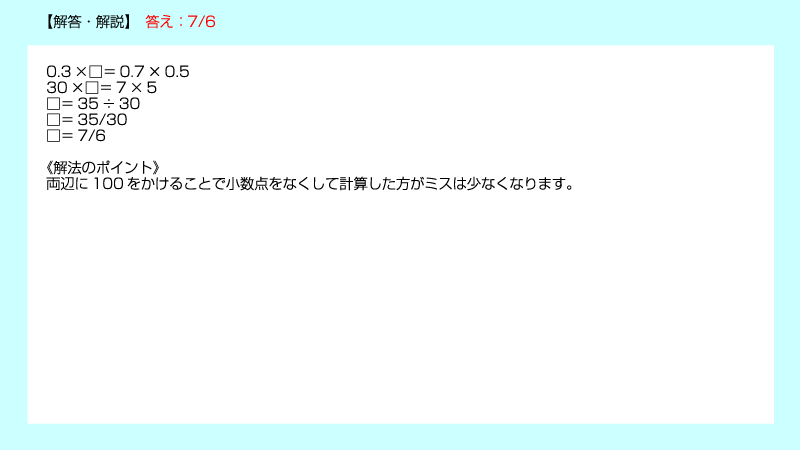 【解答・解説】 答え：7/6
0.3×□＝0.7×0.5
30×□＝7×5
□＝35÷30
□＝35/30
□＝7/6
《解法のポイント》
両辺に100をかけることで小数点をなくして計算した方がミスは少なくなります。